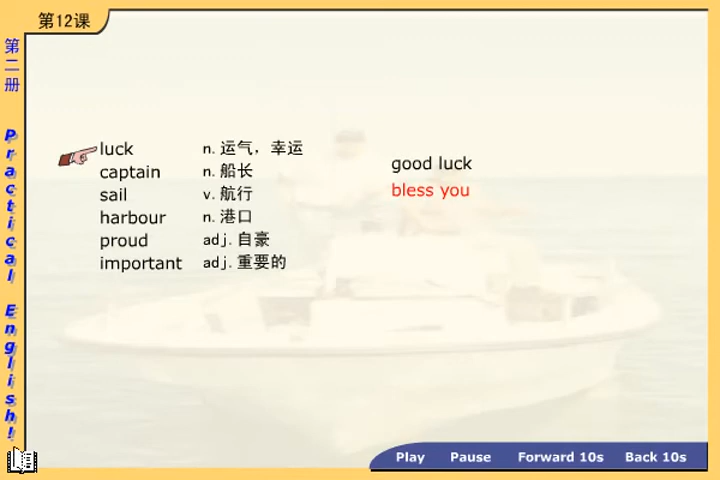 第12课
第二册
Practical English!
luck n. 运气，幸运
captain n. 船长
sail v. 航行
harbour n. 港口
proud adj. 自豪
important adj. 重要的
good luck
bless you
Play Pause Forward 10s Back 10s